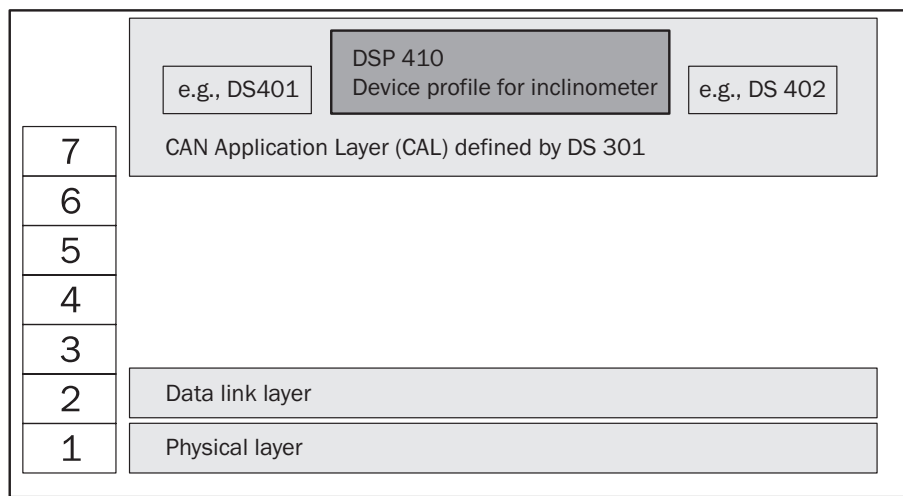 DSP 410
Device profile for inclinometer
e.g., DS401
e.g., DS 402
7
CAN Application Layer (CAL) defined by DS 301
6
5
4
3
2
Data link layer
1
Physical layer